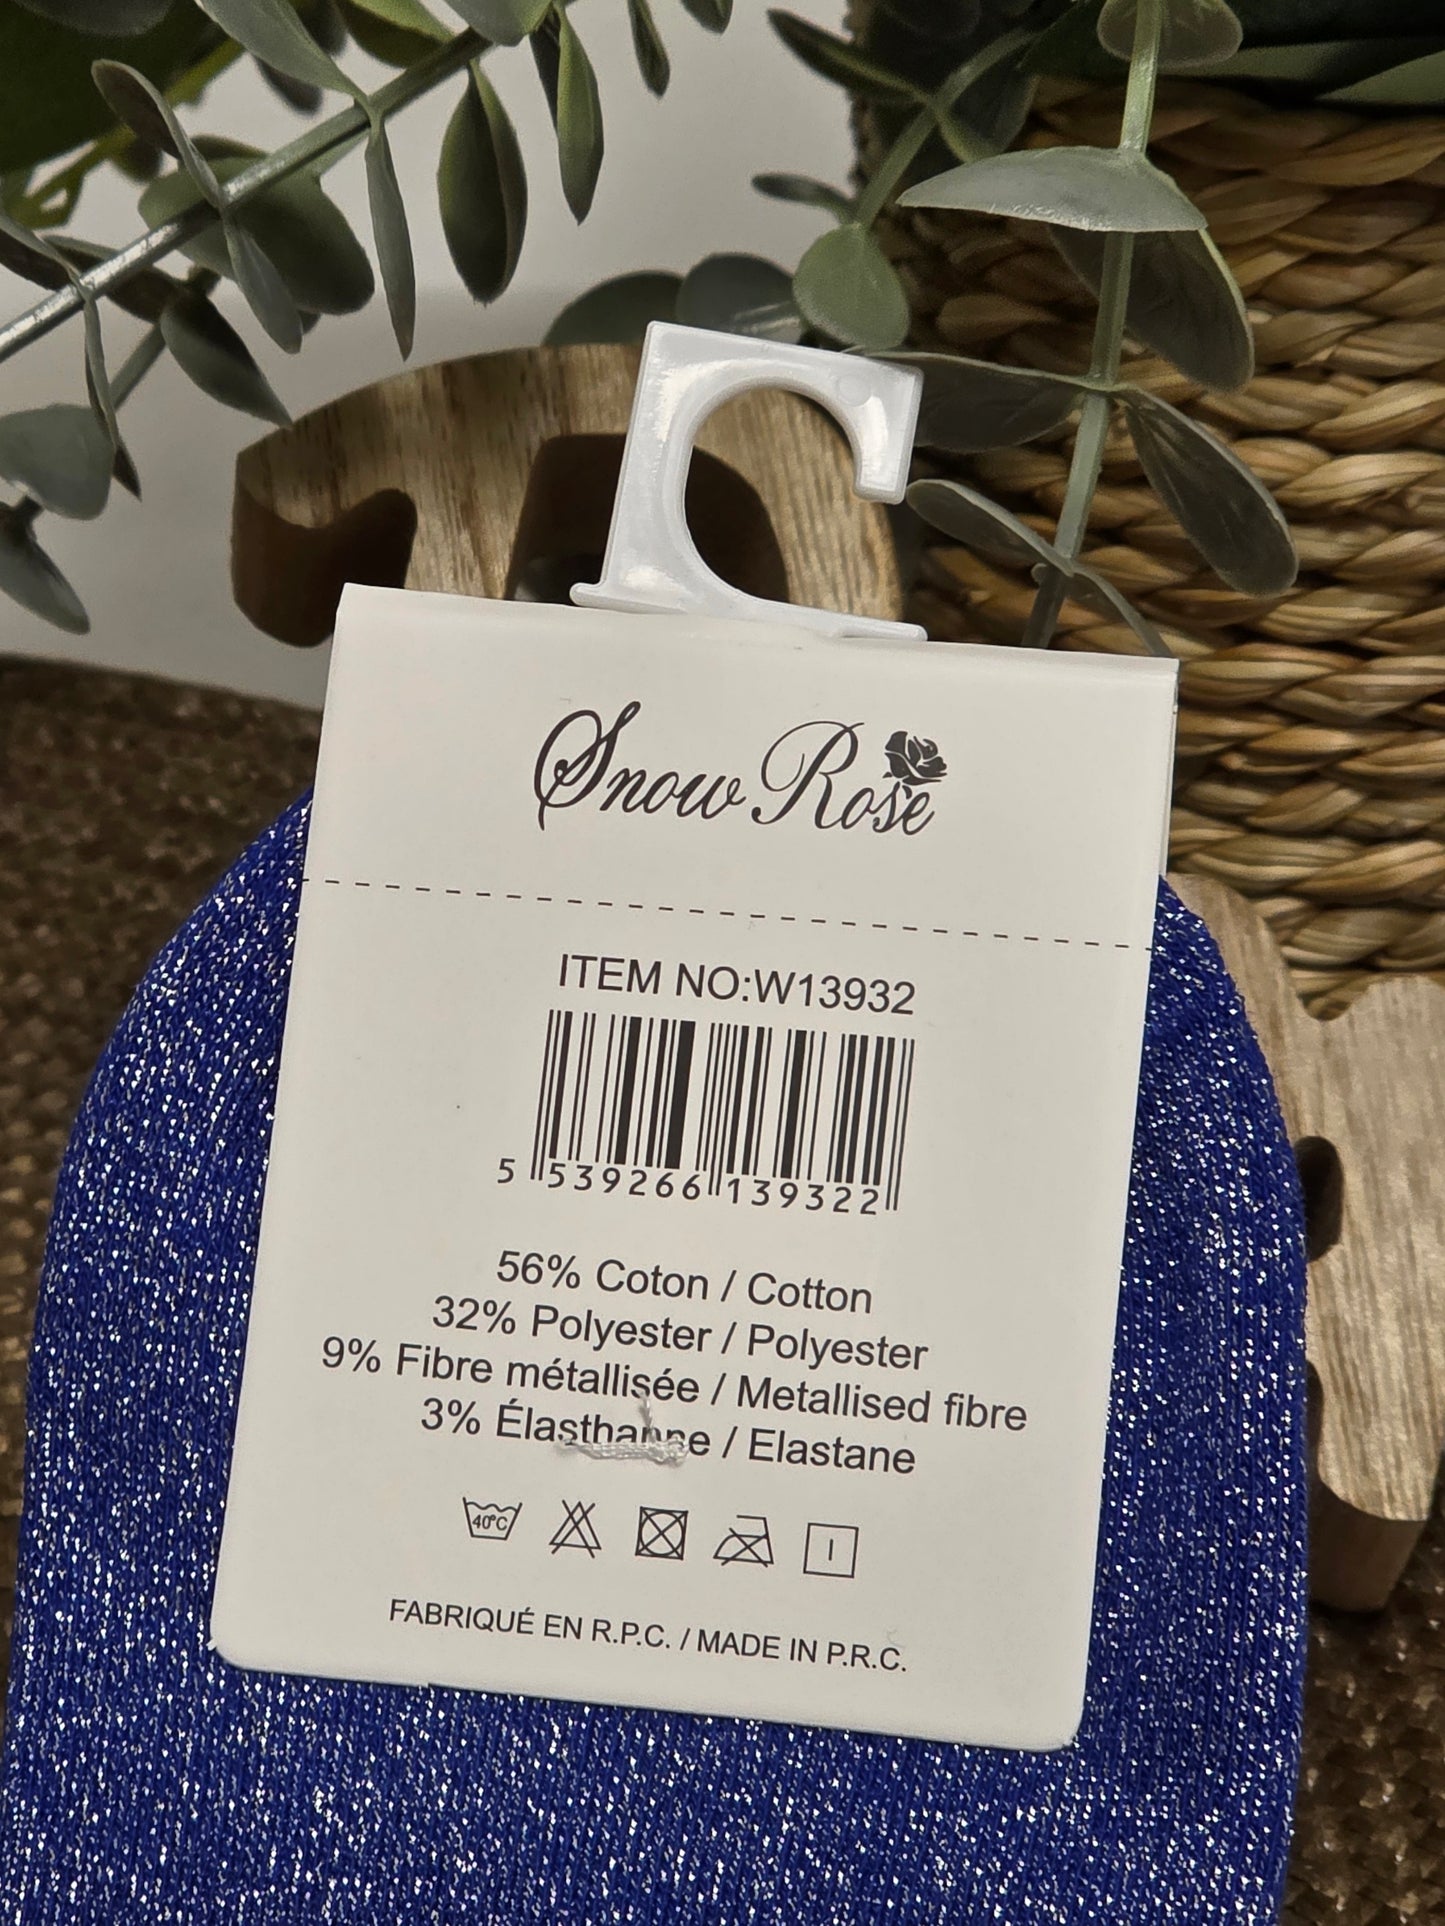 Snow Rose
ITEM NO:W13932
5 539266 139322
56% Coton / Cotton
32% Polyester / Polyester
9% Fibre métallisée / Metallised fibre
3% Élasthanne / Elastane
40°C
FABRIQUÉ EN R.P.C. / MADE IN P.R.C.